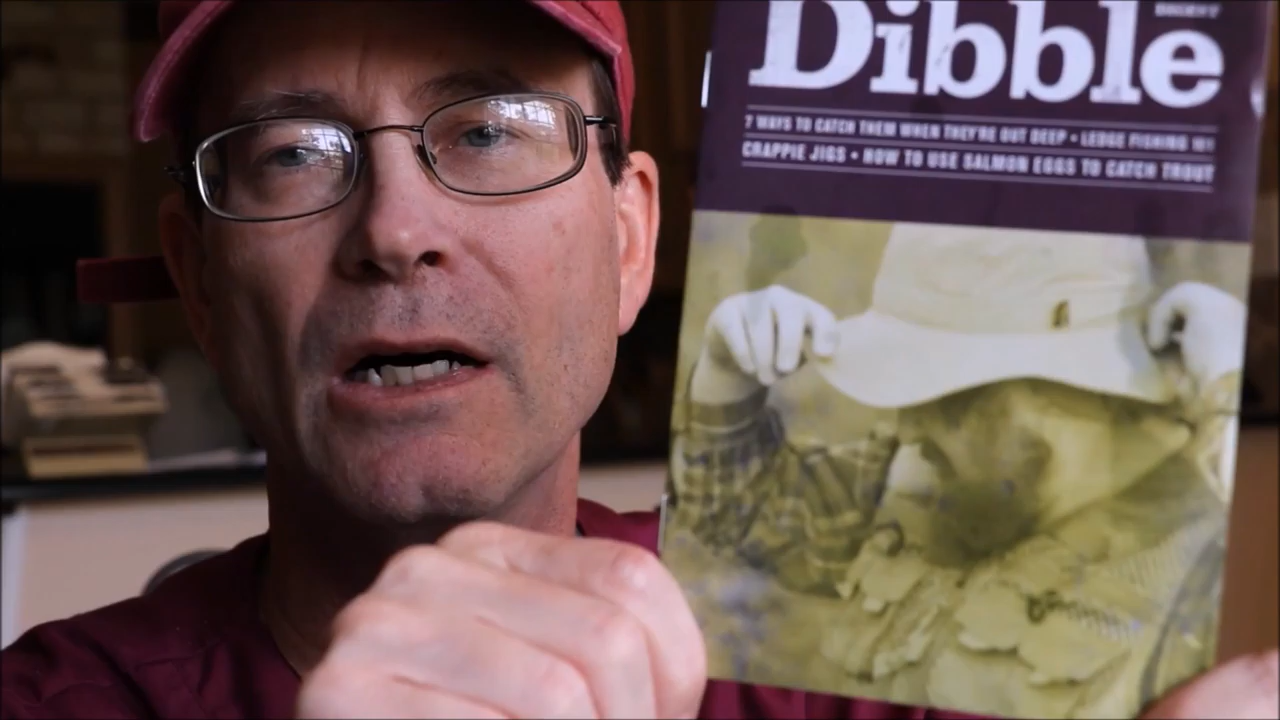 DIGEST
Dibble
7 WAYS TO CATCH THEM WHEN THEY'RE OUT DEEP • LEDGE FISHING 101
CRAPPIE JIGS • HOW TO USE SALMON EGGS TO CATCH TROUT